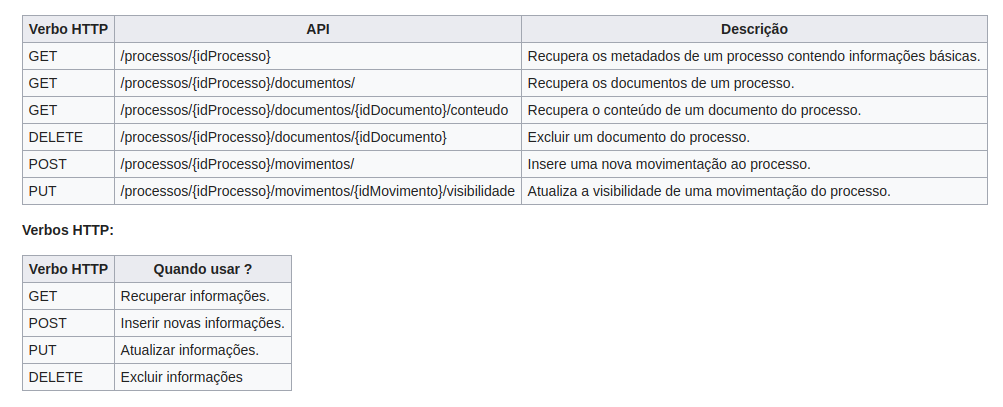 Verbo HTTP API Descrição
GET /processos/{idProcesso} Recupera os metadados de um processo contendo informações básicas.
GET /processos/{idProcesso}/documentos/ Recupera os documentos de um processo.
GET /processos/{idProcesso}/documentos/{idDocumento}/conteudo Recupera o conteúdo de um documento do processo.
DELETE /processos/{idProcesso}/documentos/{idDocumento} Excluir um documento do processo.
POST /processos/{idProcesso}/movimentos/ Insere uma nova movimentação ao processo.
PUT /processos/{idProcesso}/movimentos/{idMovimento}/visibilidade Atualiza a visibilidade de uma movimentação do processo.
Verbos HTTP:
Verbo HTTP Quando usar ?
GET Recuperar informações.
POST Inserir novas informações.
PUT Atualizar informações.
DELETE Excluir informações